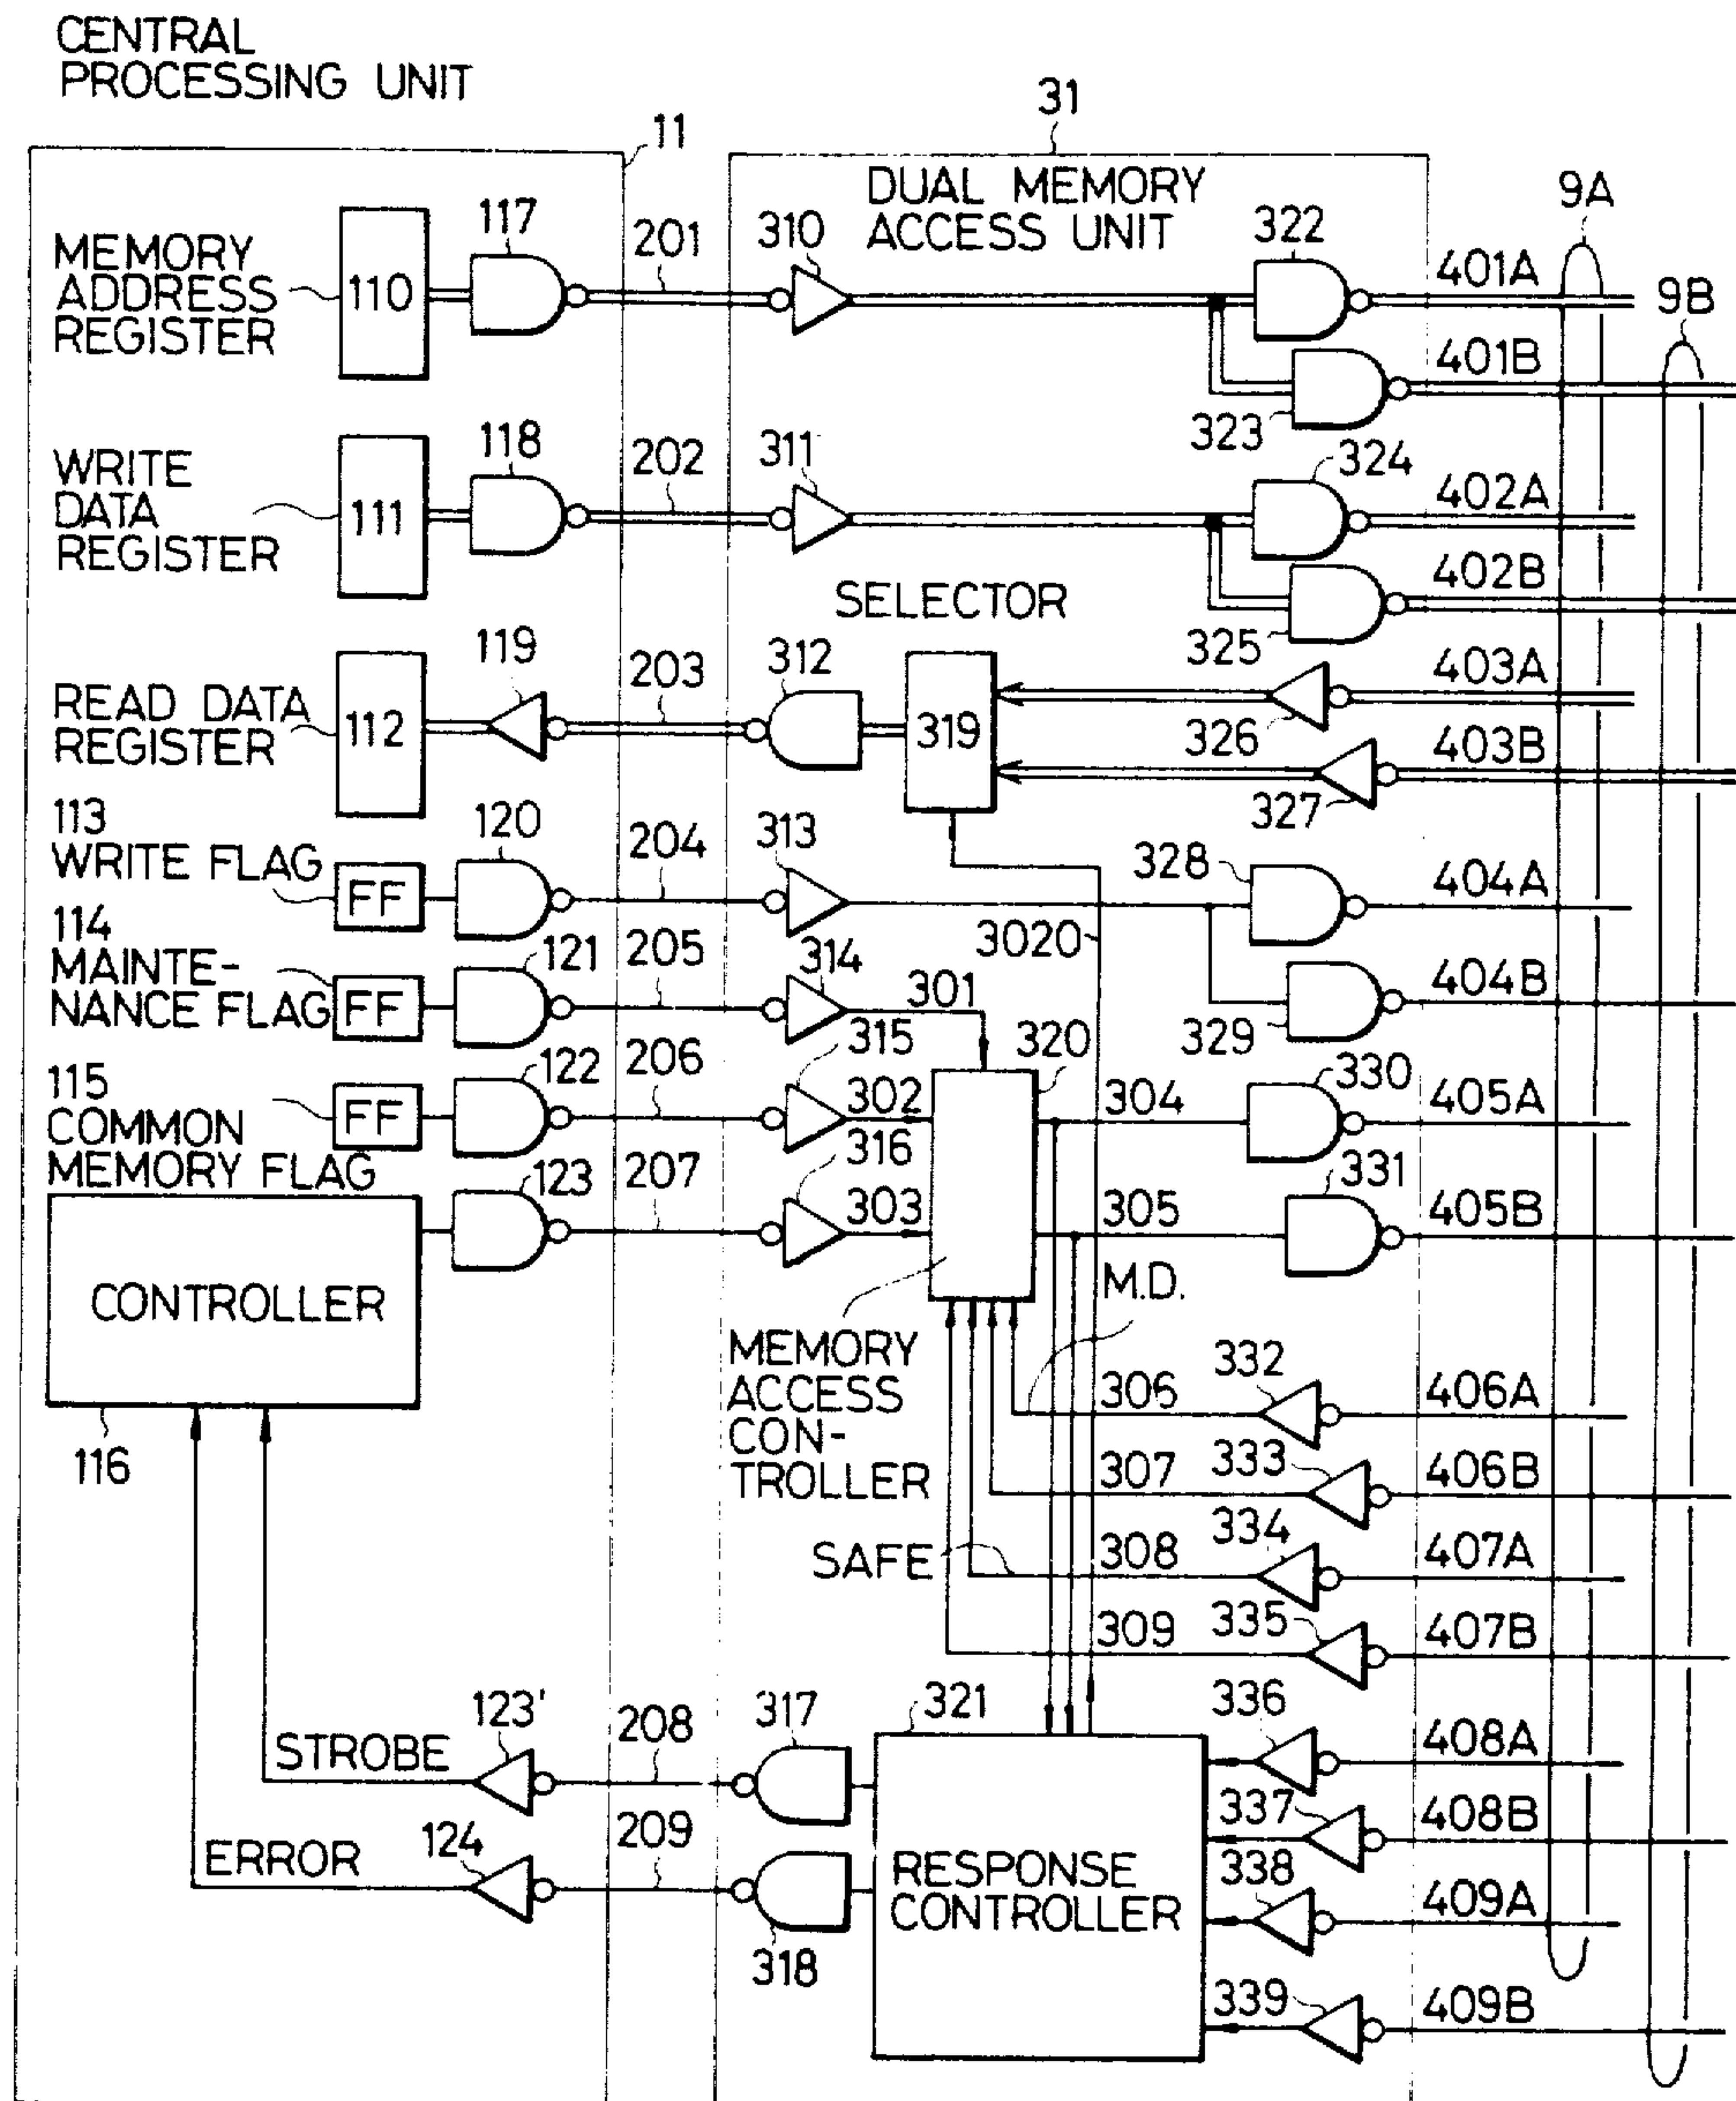 CENTRAL
PROCESSING UNIT
11
31
DUAL MEMORY
ACCESS UNIT
9A
9B
MEMORY
ADDRESS
REGISTER
110
117
201
310
322
401A
323
401B
WRITE
DATA
REGISTER
111
118
202
311
324
402A
325
402B
SELECTOR
READ DATA
REGISTER
112
119
203
312
319
326
403A
327
403B
113
WRITE FLAG
FF
120
204
313
328
404A
3020
114
MAINTE-
NANCE FLAG
FF
121
205
314
301
329
404B
115
COMMON
MEMORY FLAG
FF
122
206
315
302
320
304
330
405A
123
207
316
303
305
331
405B
CONTROLLER
116
MEMORY
ACCESS
CON-
TROLLER
M.D.
306
332
406A
307
333
406B
SAFE
308
334
407A
309
335
407B
STROBE
123'
208
317
321
336
408A
337
408B
ERROR
124
209
318
RESPONSE
CONTROLLER
338
409A
339
409B